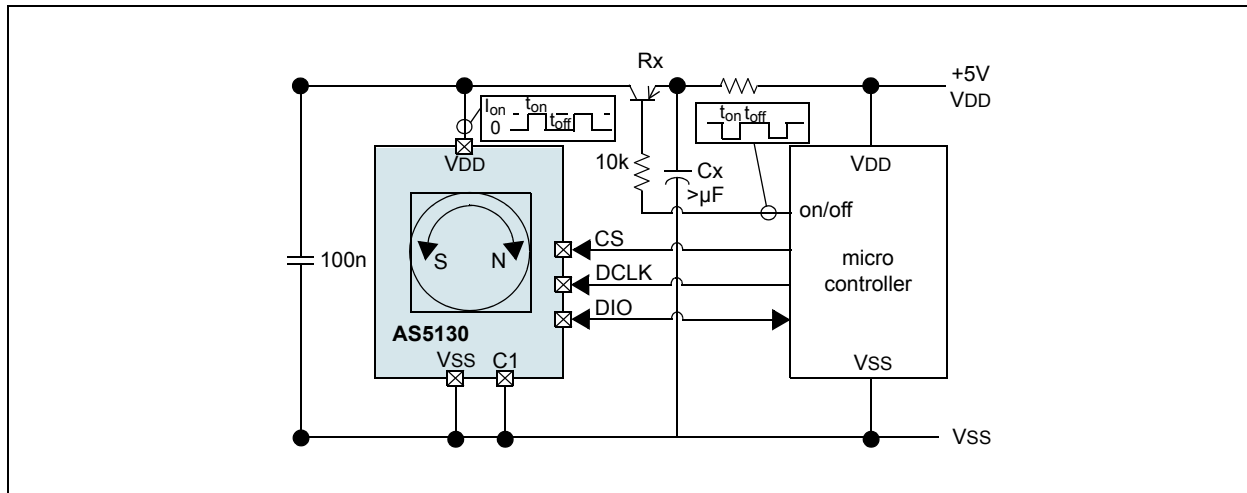 Rx
+5V
VDD
Ion
0
ton
toff
ton toff
VDD
10k
Cx
>µF
VDD
on/off
100n
S N
CS
DCLK
DIO
micro
controller
AS5130
VSS C1
VSS
VSS